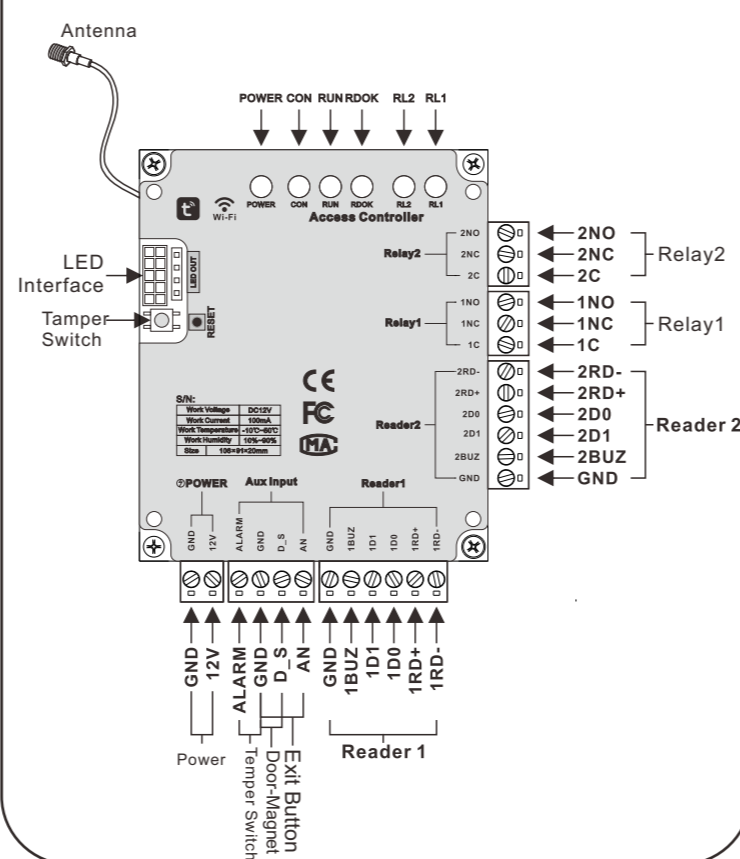 Antenna
POWER CON RUN RDOK RL2 RL1
Wi-Fi
POWER CON RUN RDOK RL2 RL1
Access Controller
LED
Interface
LED OUT
Tamper
Switch
RESET
Relay2
2NO
2NC
2C
2NO
2NC
2C
Relay2
Relay1
1NO
1NC
1C
1NO
1NC
1C
Relay1
Reader2
2RD-
2RD+
2D0
2D1
2BUZ
GND
2RD-
2RD+
2D0
2D1
2BUZ
GND
Reader 2
CE
FC
MA
S/N:
Work Voltage DC12V
Work Current 100mA
Work Temperature -10℃-60℃
Work Humidity 10%-90%
Size 106×91×20mm
POWER
GND
12V
Aux Input
ALARM
GND
D_S
AN
Reader1
GND
1BUZ
1D1
1D0
1RD+
1RD-
GND
12V
Power
ALARM
GND
D_S
AN
Temper Switch
Door-Magnet
Exit Button
GND
1BUZ
1D1
1D0
1RD+
1RD-
Reader 1